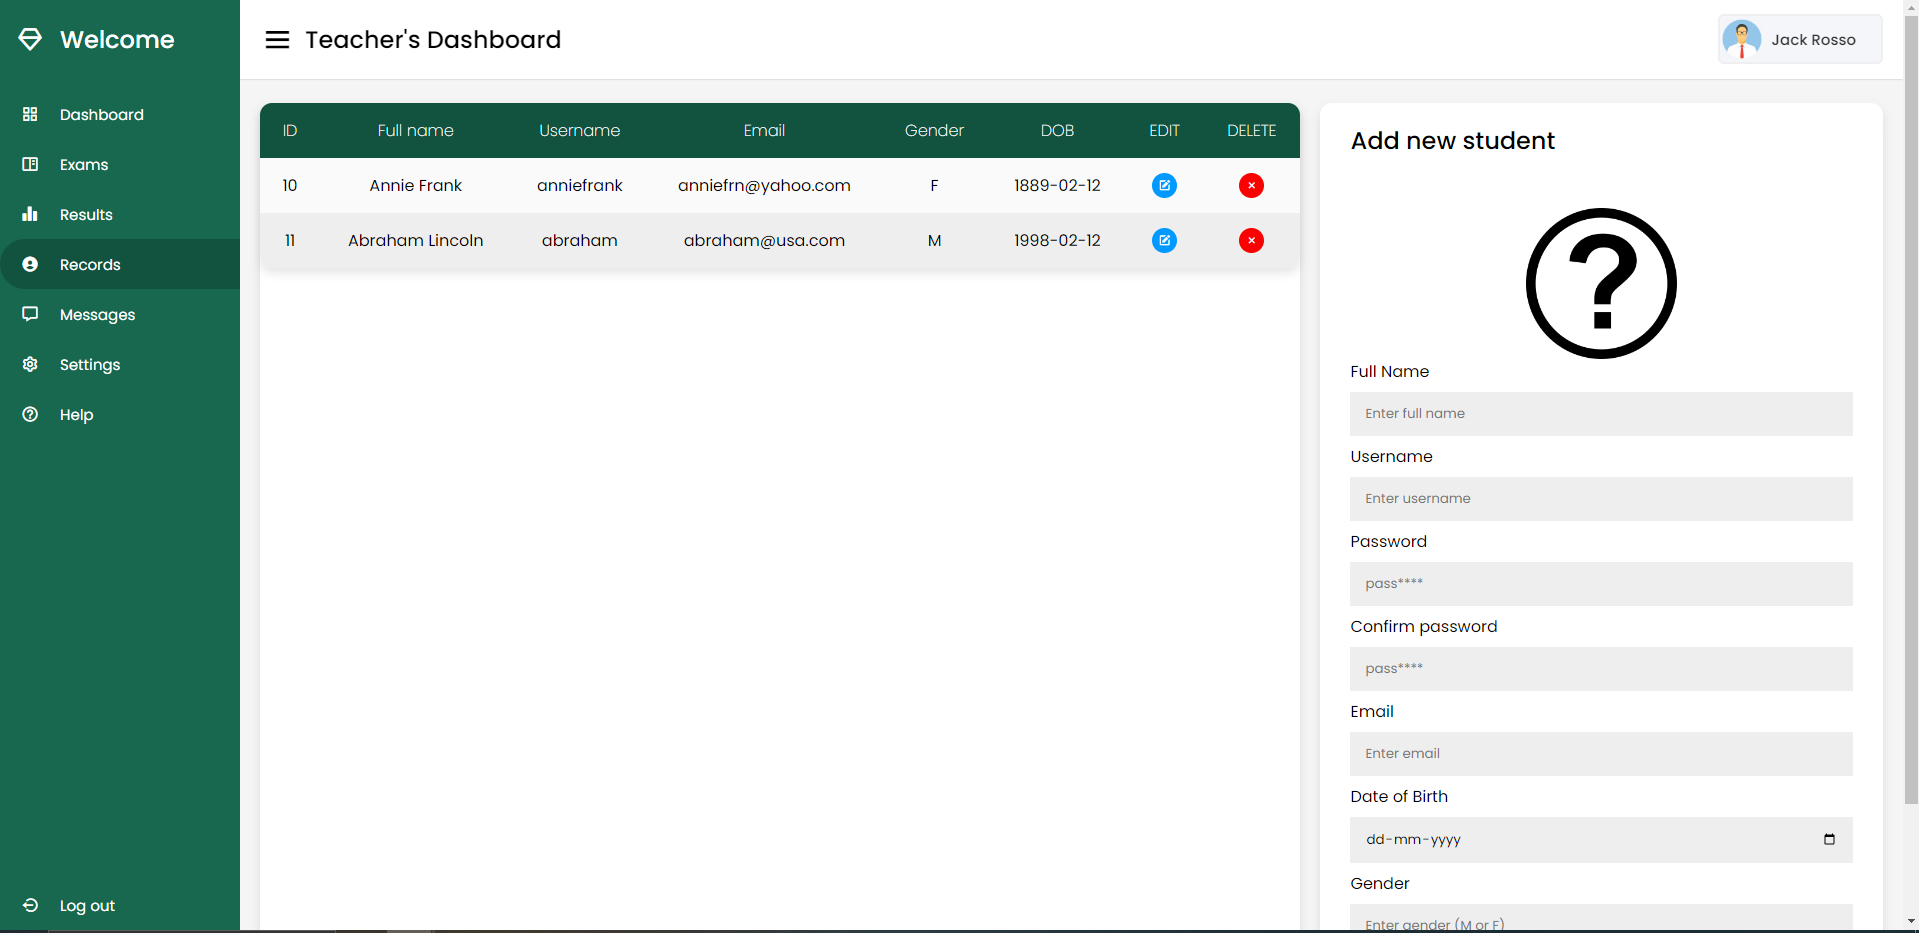 Welcome
Dashboard
Exams
Results
Records
Messages
Settings
Help
Log out
Teacher's Dashboard
Jack Rosso
ID Full name Username Email Gender DOB EDIT DELETE
10 Annie Frank anniefrank anniefrn@yahoo.com F 1889-02-12
11 Abraham Lincoln abraham abraham@usa.com M 1998-02-12
Add new student
?
Full Name
Enter full name
Username
Enter username
Password
pass****
Confirm password
pass****
Email
Enter email
Date of Birth
dd-mm-yyyy
Gender
Enter gender (M or F)